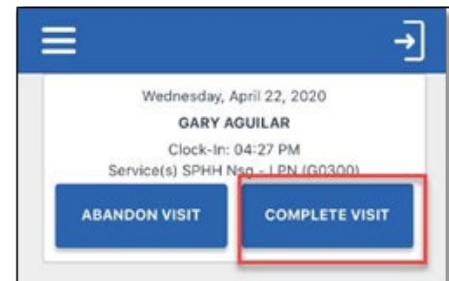 Wednesday, April 22, 2020
GARY AGUILAR
Clock-In: 04:27 PM
Service(s) SPHH Nsg - LPN (G0300)
ABANDON VISIT COMPLETE VISIT